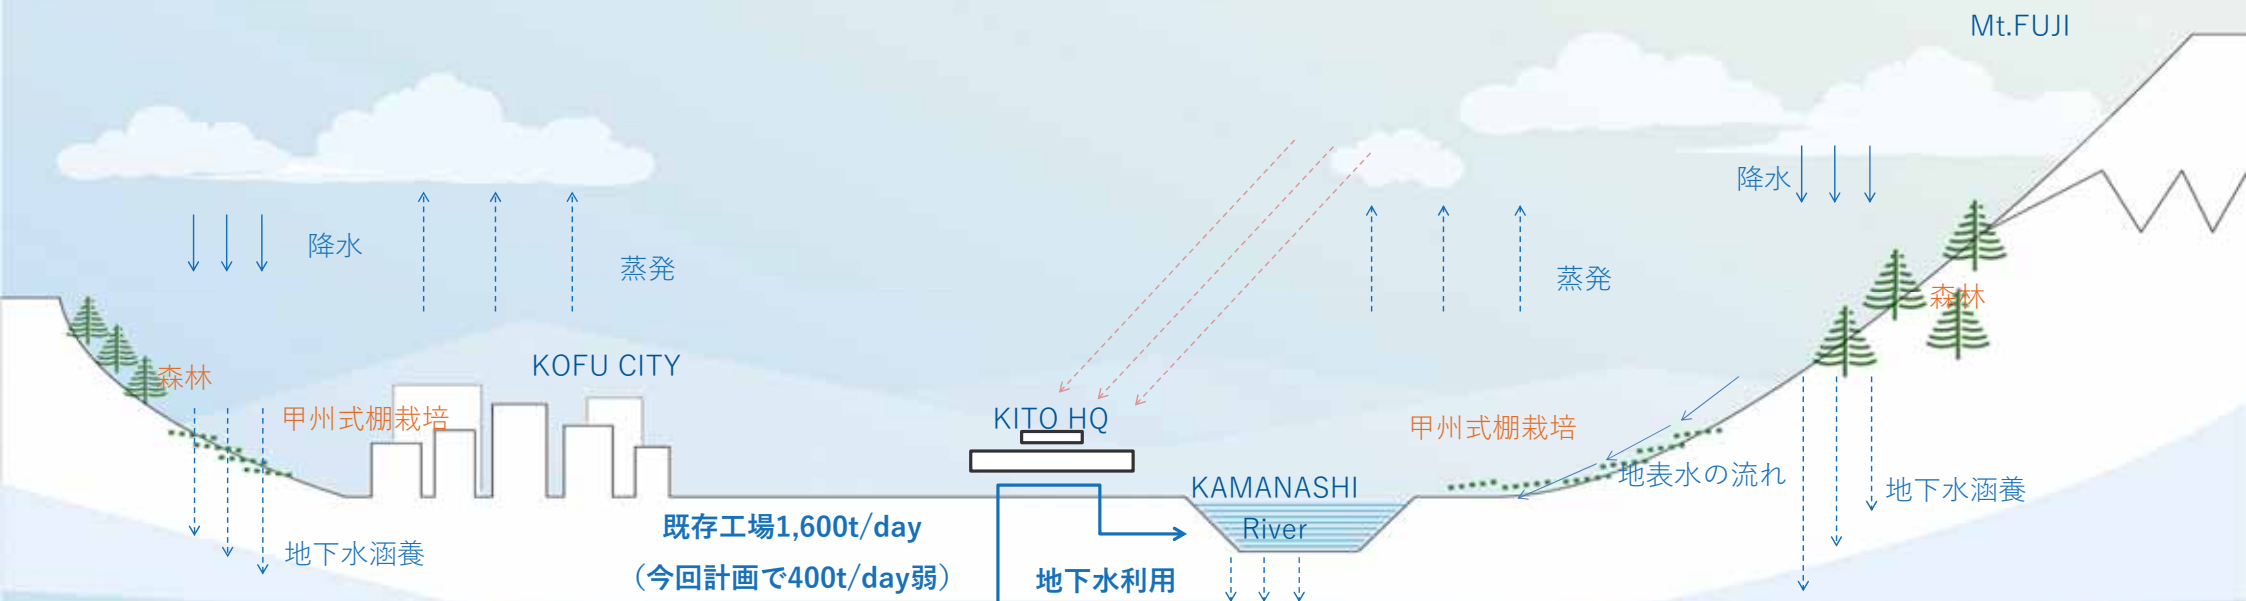 Mt.FUJI
降水
降水
蒸発
蒸発
森林
KOFU CITY
森林
甲州式棚栽培
KITO HQ
甲州式棚栽培
地表水の流れ
KAMANASHI
River
地下水涵養
既存工場1,600t/day
（今回計画で400t/day弱）
地下水利用
地下水涵養